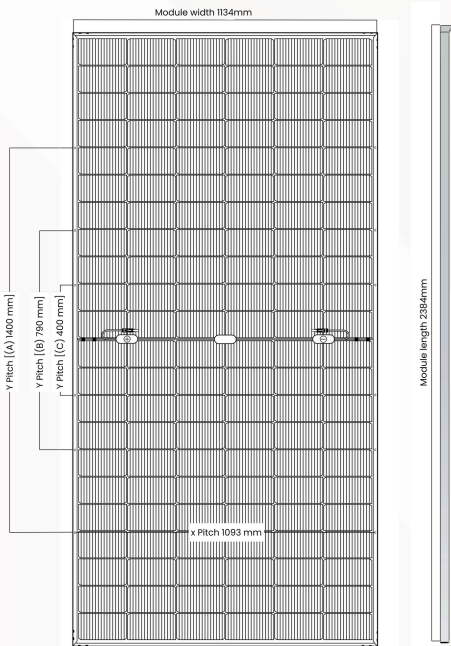 Module width 1134mm
Y Pitch [(A) 1400 mm]
Y Pitch [(B) 790 mm]
Y Pitch [(C) 400 mm]
Module length 2384mm
x Pitch 1093 mm